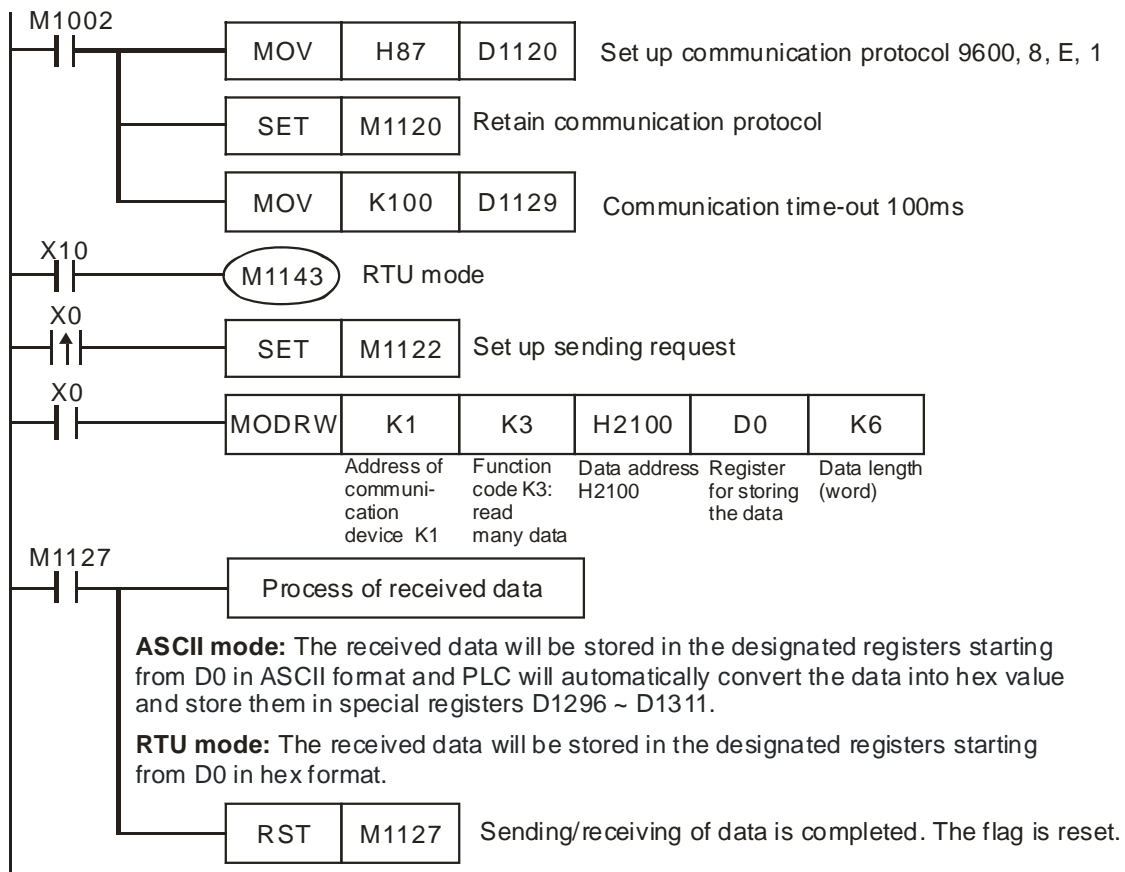 M1002
MOV H87 D1120 Set up communication protocol 9600, 8, E, 1
SET M1120 Retain communication protocol
MOV K100 D1129 Communication time-out 100ms
X10
M1143 RTU mode
X0
SET M1122 Set up sending request
X0
MODRW K1 K3 H2100 D0 K6
Address of communi- cation device K1
Function code K3: read many data
Data address H2100
Register for storing the data
Data length (word)
M1127
Process of received data
ASCII mode: The received data will be stored in the designated registers starting
from D0 in ASCII format and PLC will automatically convert the data into hex value
and store them in special registers D1296 ~ D1311.
RTU mode: The received data will be stored in the designated registers starting
from D0 in hex format.
RST M1127 Sending/receiving of data is completed. The flag is reset.